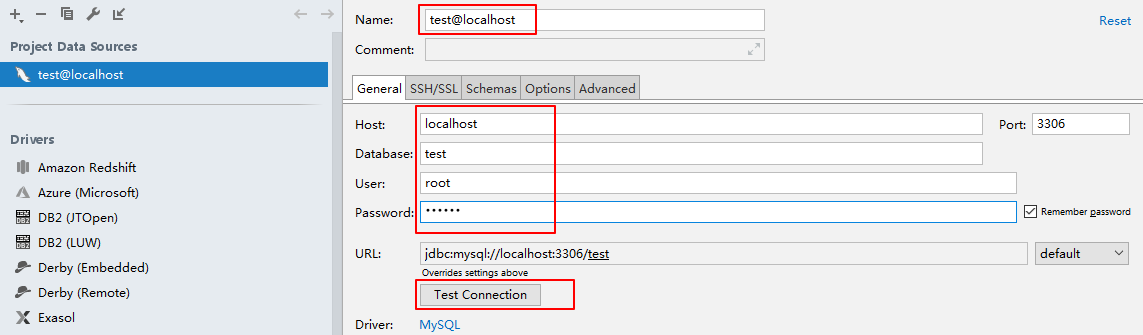 Project Data Sources
test@localhost
Drivers
Amazon Redshift
Azure (Microsoft)
DB2 (JTOpen)
DB2 (LUW)
Derby (Embedded)
Derby (Remote)
Exasol
Name: test@localhost Reset
Comment:
General SSH/SSL Schemas Options Advanced
Host: localhost Port: 3306
Database: test
User: root
Password: •••••• Remember password
URL: jdbc:mysql://localhost:3306/test default
Overrides settings above
Test Connection
Driver: MySQL